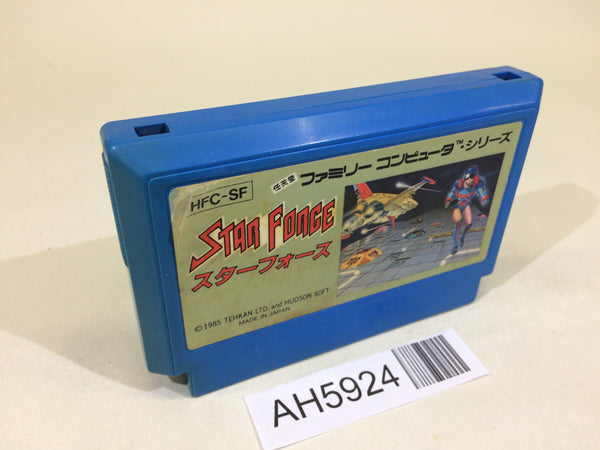 HFC-SF
任天堂 ファミリー コンピュータ™・シリーズ
STAR FORCE
スターフォース
©1985 TEHKAN LTD. and HUDSON SOFT
MADE IN JAPAN
AH5924